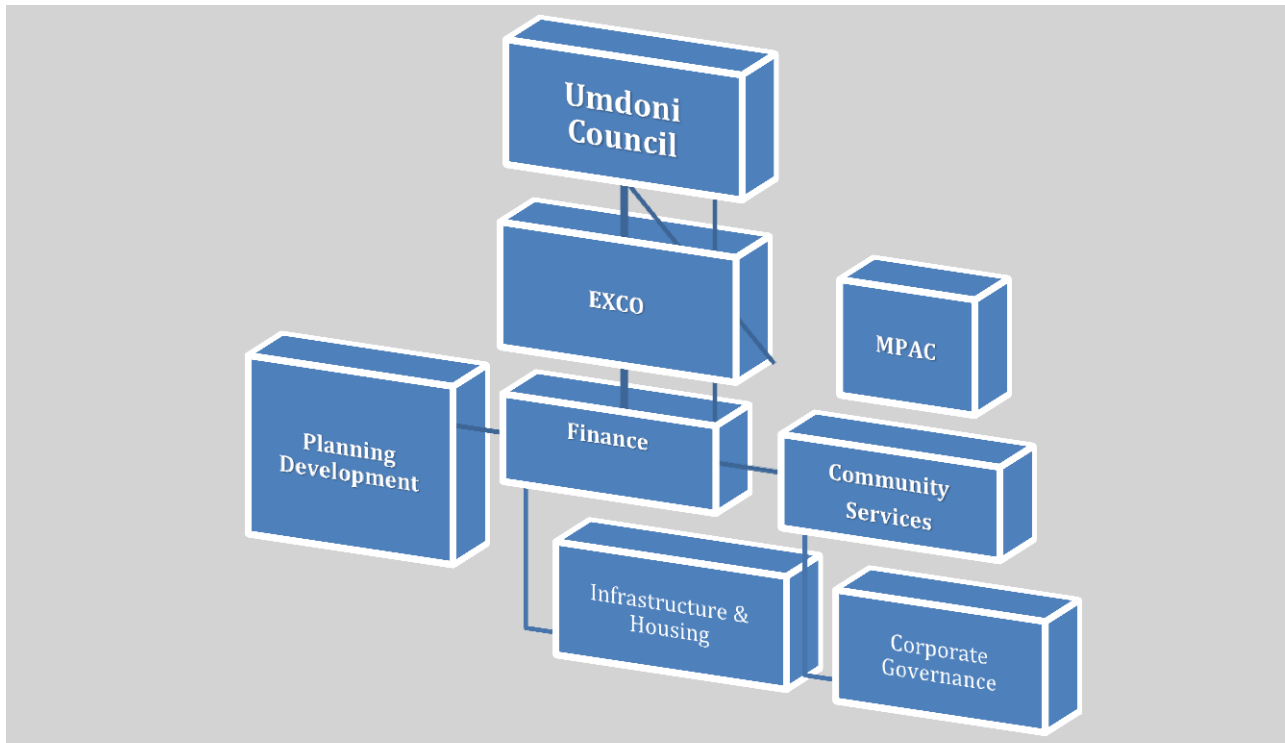 Umdoni
Council
EXCO
MPAC
Planning
Development
Finance
Community
Services
Infrastructure &
Housing
Corporate
Governance